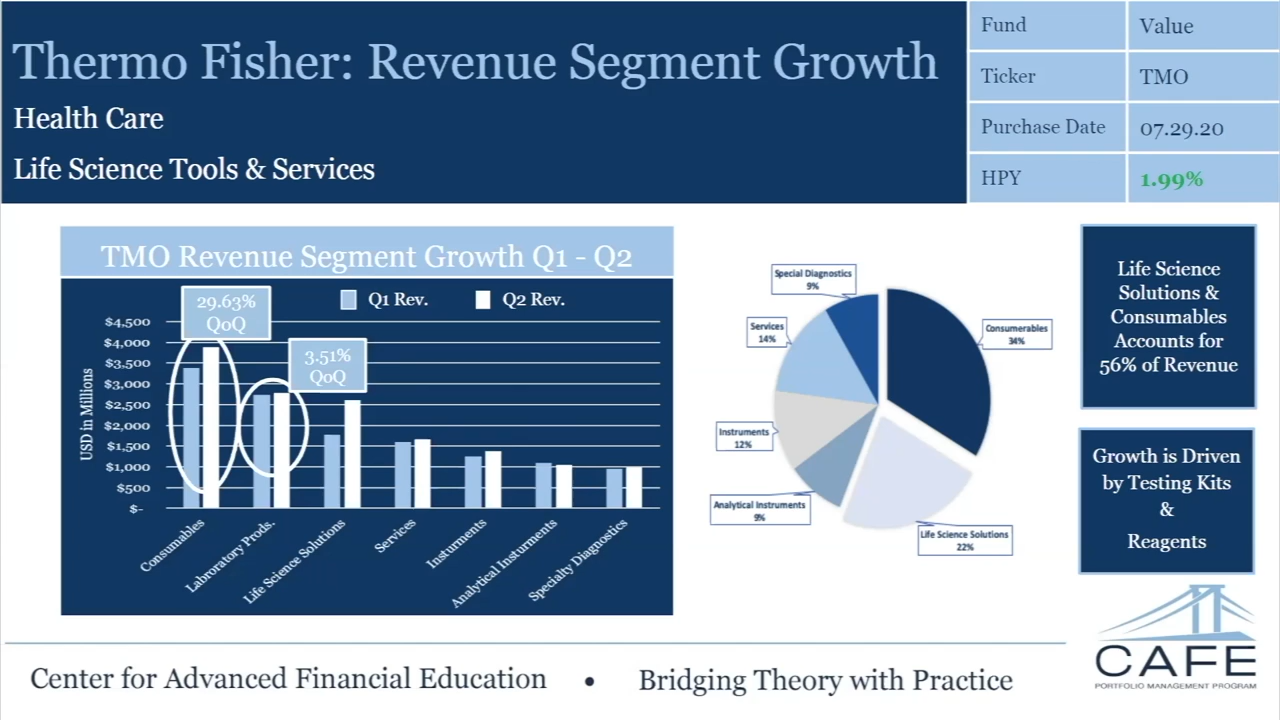 Thermo Fisher: Revenue Segment Growth
Health Care
Life Science Tools & Services
Fund Value
Ticker TMO
Purchase Date 07.29.20
HPY 1.99%
TMO Revenue Segment Growth Q1 - Q2
29.63%
QoQ
Q1 Rev. Q2 Rev.
3.51%
QoQ
USD in Millions
$4,500
$4,000
$3,500
$3,000
$2,500
$2,000
$1,500
$1,000
$500
$-
Consumables
Labroratory Prods.
Life Science Solutions
Services
Insturments
Analytical Insturments
Specialty Diagnostics
Special Diagnostics
9%
Services
14%
Consumerables
34%
Instruments
12%
Analytical Instruments
9%
Life Science Solutions
22%
Life Science
Solutions &
Consumables
Accounts for
56% of Revenue
Growth is Driven
by Testing Kits
&
Reagents
CAFE
PORTFOLIO MANAGEMENT PROGRAM
Center for Advanced Financial Education • Bridging Theory with Practice